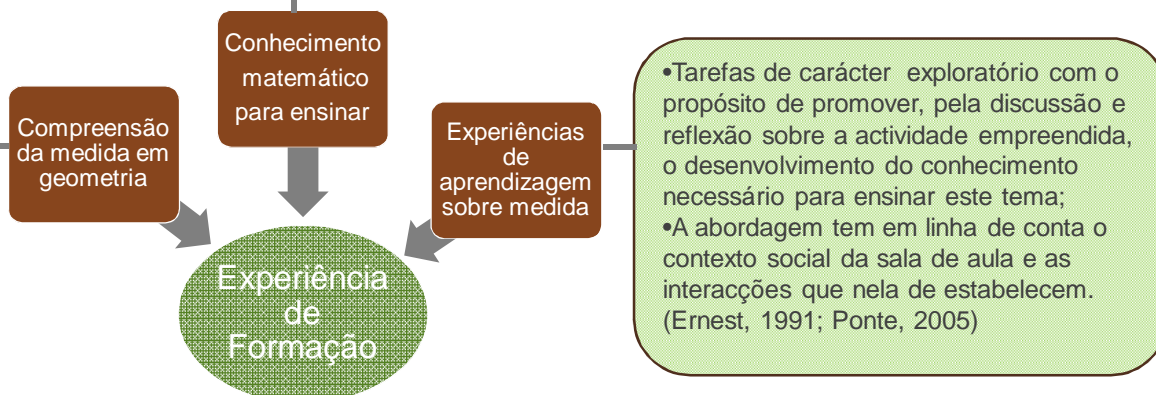 Conhecimento
matemático
para ensinar
Compreensão
da medida em
geometria
Experiências
de
aprendizagem
sobre medida
Experiência
de
Formação
•Tarefas de carácter exploratório com o
propósito de promover, pela discussão e
reflexão sobre a actividade empreendida,
o desenvolvimento do conhecimento
necessário para ensinar este tema;
•A abordagem tem em linha de conta o
contexto social da sala de aula e as
interacções que nela de estabelecem.
(Ernest, 1991; Ponte, 2005)